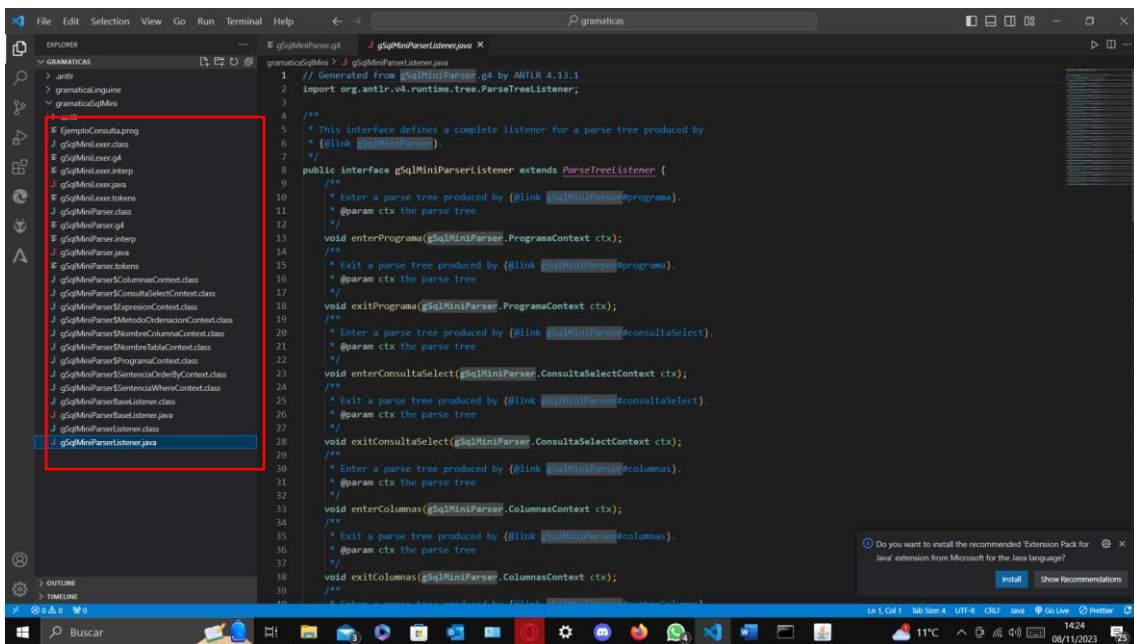 File Edit Selection View Go Run Terminal Help
gramaticas
EXPLORER
GRAMATICAS
.antlr
gramaticaLinguine
gramaticaSqlMini
.antlr
EjemploConsulta.prog
gSqlMiniLexer.class
gSqlMiniLexer.g4
gSqlMiniLexer.interp
gSqlMiniLexer.java
gSqlMiniLexer.tokens
gSqlMiniParser.class
gSqlMiniParser.g4
gSqlMiniParser.interp
gSqlMiniParser.java
gSqlMiniParser.tokens
gSqlMiniParser$ColumnasContext.class
gSqlMiniParser$ConsultaSelectContext.class
gSqlMiniParser$ExpresionContext.class
gSqlMiniParser$MetodoOrdenacionContext.class
gSqlMiniParser$NombreColumnaContext.class
gSqlMiniParser$NombreTablaContext.class
gSqlMiniParser$ProgramaContext.class
gSqlMiniParser$SentenciaOrderByContext.class
gSqlMiniParser$SentenciaWhereContext.class
gSqlMiniParserBaseListener.class
gSqlMiniParserBaseListener.java
gSqlMiniParserListener.class
gSqlMiniParserListener.java
OUTLINE
TIMELINE
gSqlMiniParser.g4 gSqlMiniParserListener.java
gramaticaSqlMini > gSqlMiniParserListener.java
1 // Generated from gSqlMiniParser.g4 by ANTLR 4.13.1
2 import org.antlr.v4.runtime.tree.ParseTreeListener;
3
4 /**
5 * This interface defines a complete listener for a parse tree produced by
6 * {@link gSqlMiniParser}.
7 */
8 public interface gSqlMiniParserListener extends ParseTreeListener {
9 /**
10 * Enter a parse tree produced by {@link gSqlMiniParser#programa}.
11 * @param ctx the parse tree
12 */
13 void enterPrograma(gSqlMiniParser.ProgramaContext ctx);
14 /**
15 * Exit a parse tree produced by {@link gSqlMiniParser#programa}.
16 * @param ctx the parse tree
17 */
18 void exitPrograma(gSqlMiniParser.ProgramaContext ctx);
19 /**
20 * Enter a parse tree produced by {@link gSqlMiniParser#consultaSelect}.
21 * @param ctx the parse tree
22 */
23 void enterConsultaSelect(gSqlMiniParser.ConsultaSelectContext ctx);
24 /**
25 * Exit a parse tree produced by {@link gSqlMiniParser#consultaSelect}.
26 * @param ctx the parse tree
27 */
28 void exitConsultaSelect(gSqlMiniParser.ConsultaSelectContext ctx);
29 /**
30 * Enter a parse tree produced by {@link gSqlMiniParser#columnas}.
31 * @param ctx the parse tree
32 */
33 void enterColumnas(gSqlMiniParser.ColumnasContext ctx);
34 /**
35 * Exit a parse tree produced by {@link gSqlMiniParser#columnas}.
36 * @param ctx the parse tree
37 */
38 void exitColumnas(gSqlMiniParser.ColumnasContext ctx);
39 /**
Do you want to install the recommended 'Extension Pack for
Java' extension from Microsoft for the Java language?
Install Show Recommendations
0 0 0 Ln 1, Col 1 Tab Size: 4 UTF-8 CRLF Java Go Live Prettier
Buscar 11°C 14:24
08/11/2023 25